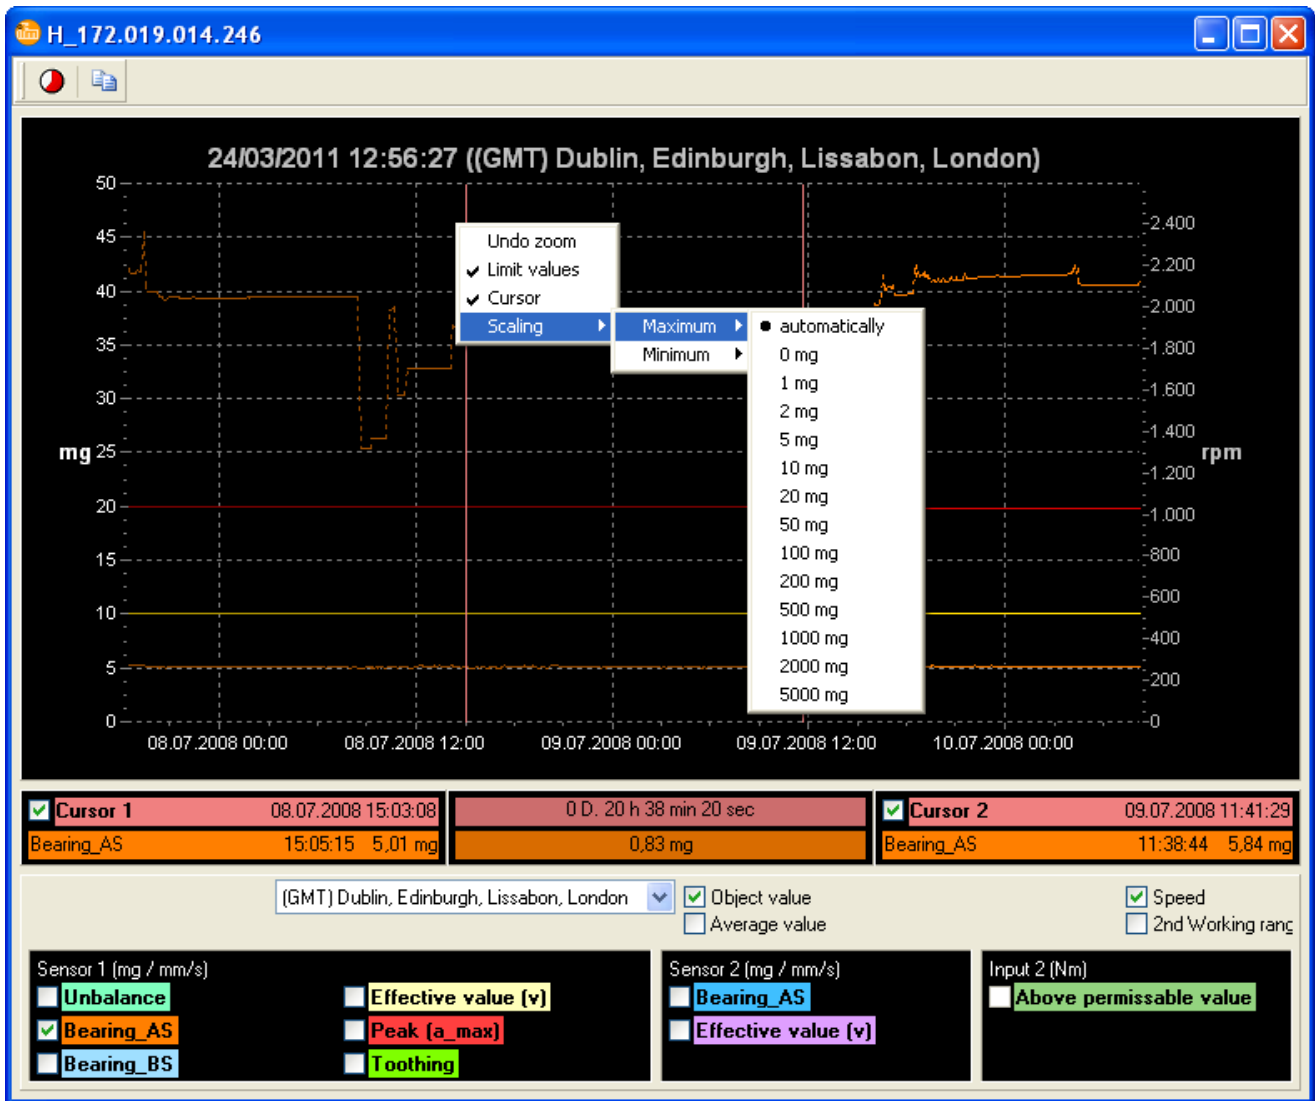 ifm H_172.019.014.246
24/03/2011 12:56:27 ((GMT) Dublin, Edinburgh, Lissabon, London)
50
45
40
35
30
mg 25
20
15
10
5
0
2.400
2.200
2.000
1.800
1.600
1.400
rpm
1.200
1.000
800
600
400
200
0
08.07.2008 00:00 08.07.2008 12:00 09.07.2008 00:00 09.07.2008 12:00 10.07.2008 00:00
Undo zoom
Limit values
Cursor
Scaling
Maximum
Minimum
automatically
0 mg
1 mg
2 mg
5 mg
10 mg
20 mg
50 mg
100 mg
200 mg
500 mg
1000 mg
2000 mg
5000 mg
Cursor 1 08.07.2008 15:03:08 0 D. 20 h 38 min 20 sec Cursor 2 09.07.2008 11:41:29
Bearing_AS 15:05:15 5,01 mg 0,83 mg Bearing_AS 11:38:44 5,84 mg
(GMT) Dublin, Edinburgh, Lissabon, London Object value Speed
Average value 2nd Working rang
Sensor 1 (mg / mm/s) Sensor 2 (mg / mm/s) Input 2 (Nm)
Unbalance Effective value (v) Bearing_AS Above permissable value
Bearing_AS Peak (a_max) Effective value (v)
Bearing_BS Toothing